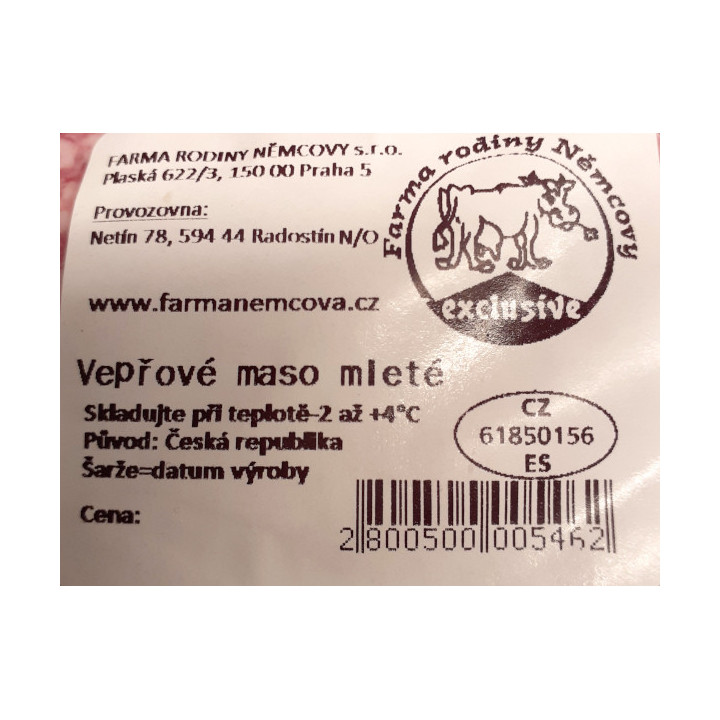 FARMA RODINY NĚMCOVY s.r.o.
Plaská 622/3, 150 00 Praha 5
Provozovna:
Netín 78, 594 44 Radostín N/O
Farma rodiny Němcovy
exclusive
www.farmanemcova.cz
Vepřové maso mleté
Skladujte při teplotě-2 až +4°C
Původ: Česká republika
Šarže=datum výroby
Cena:
CZ
61850156
ES
2 800500 005462